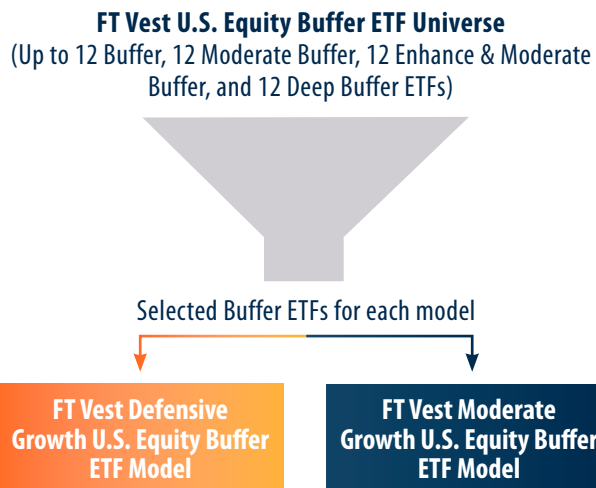 FT Vest U.S. Equity Buffer ETF Universe
(Up to 12 Buffer, 12 Moderate Buffer, 12 Enhance & Moderate
Buffer, and 12 Deep Buffer ETFs)
Selected Buffer ETFs for each model
FT Vest Defensive
Growth U.S. Equity Buffer
ETF Model
FT Vest Moderate
Growth U.S. Equity Buffer
ETF Model